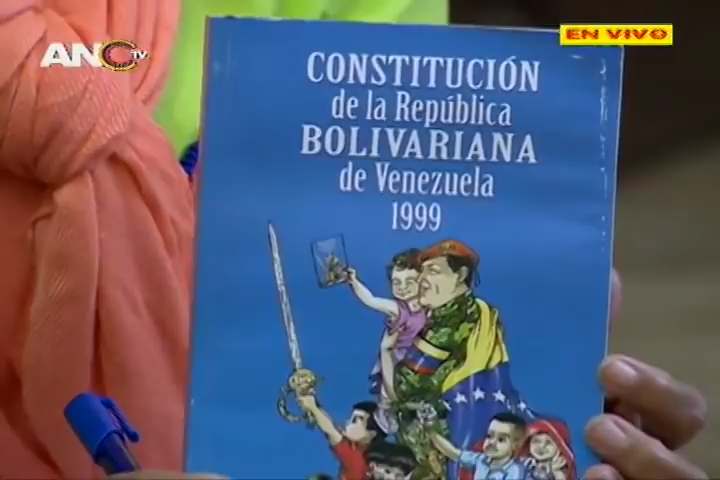 ANC TV
EN VIVO
CONSTITUCIÓN
de la República
BOLIVARIANA
de Venezuela
1999